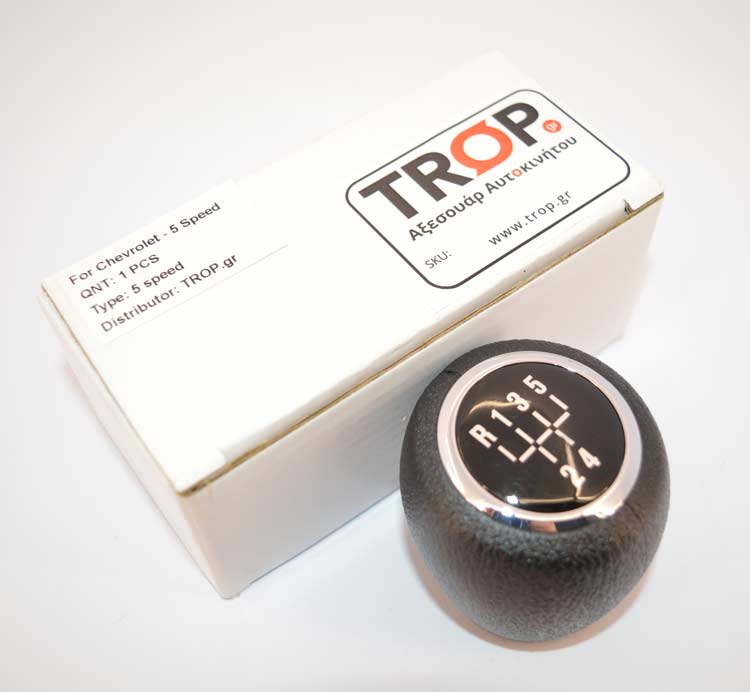 For Chevrolet - 5 Speed
QNT: 1 PCS
Type: 5 speed
Distributor: TROP.gr
TROP.gr
Αξεσουάρ Αυτοκινήτου
www.trop.gr
SKU:
R 1 3 5
2 4